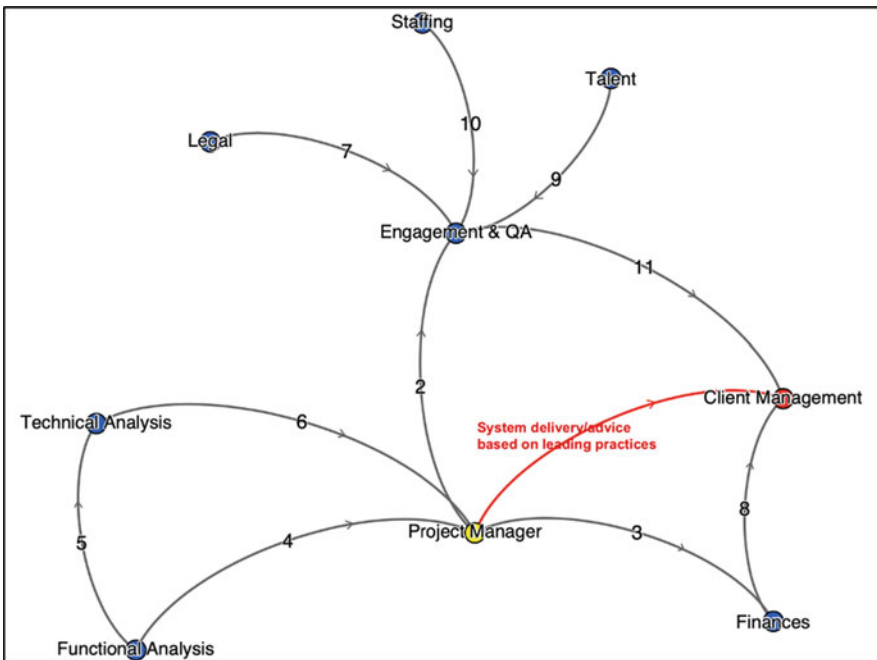 Staffing
Talent
10
Legal
7
9
Engagement & QA
11
2
Client Management
Technical Analysis
6
System delivery/advice
based on leading practices
8
Project Manager
3
5
4
Finances
Functional Analysis